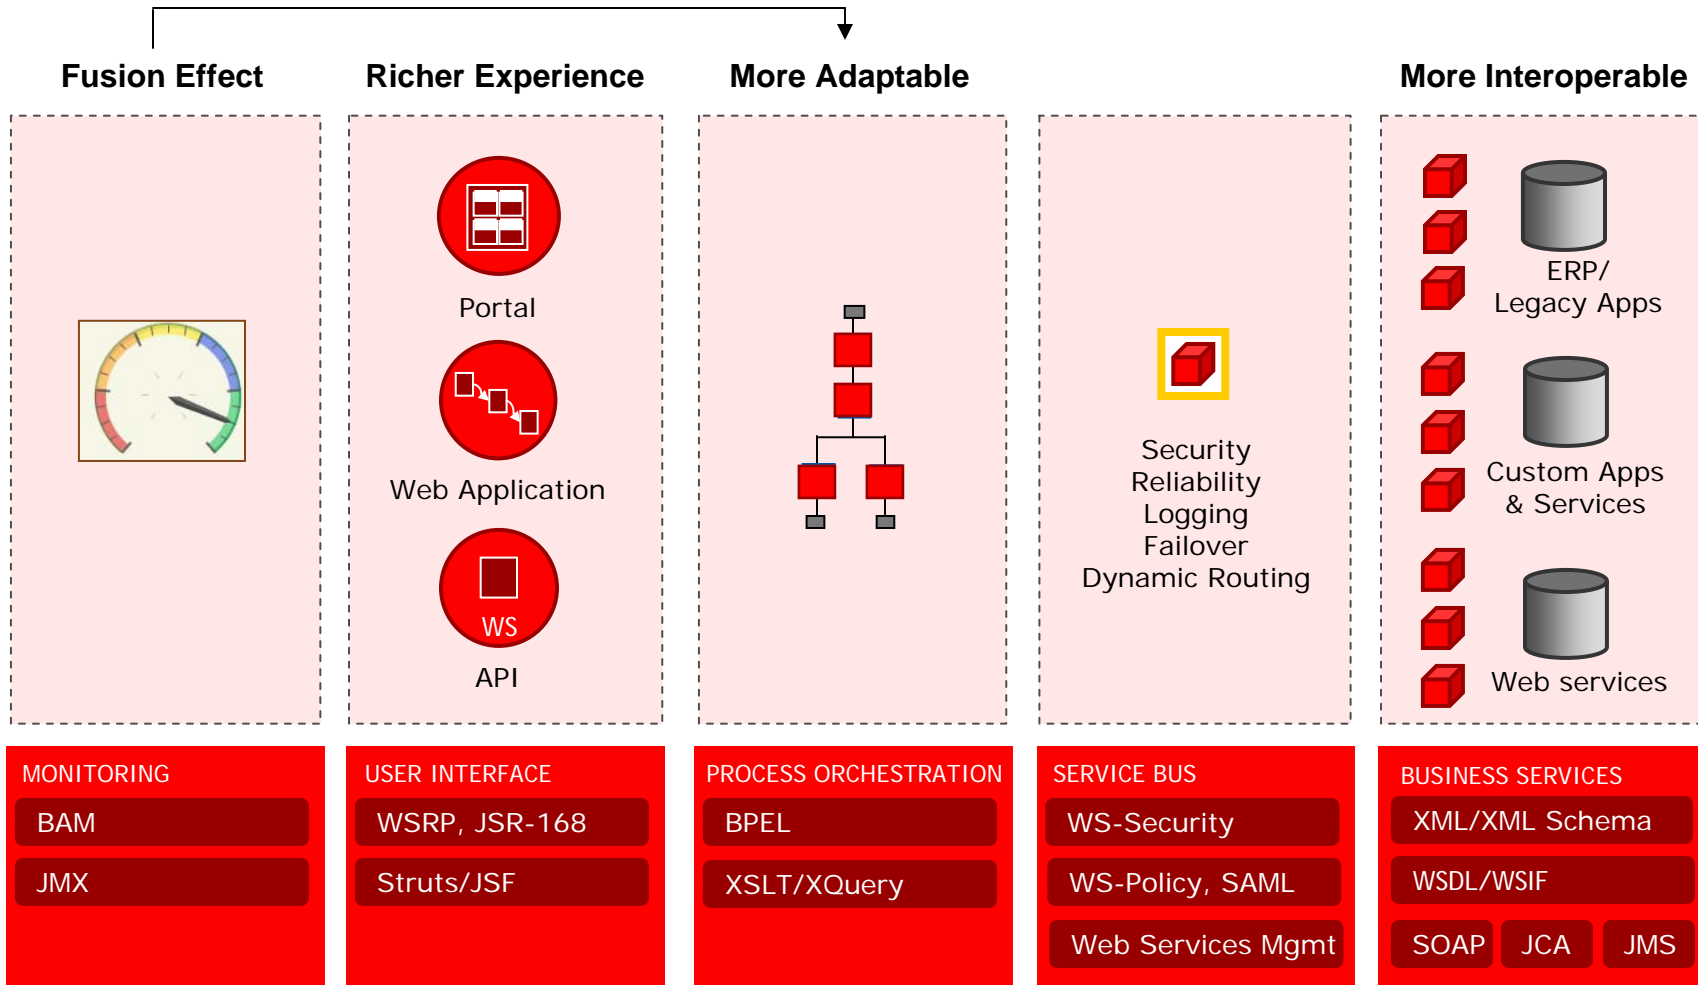 Fusion Effect
Richer Experience
More Adaptable
More Interoperable
Portal
Web Application
WS
API
Security
Reliability
Logging
Failover
Dynamic Routing
ERP/
Legacy Apps
Custom Apps
& Services
Web services
MONITORING
BAM
JMX
USER INTERFACE
WSRP, JSR-168
Struts/JSF
PROCESS ORCHESTRATION
BPEL
XSLT/XQuery
SERVICE BUS
WS-Security
WS-Policy, SAML
Web Services Mgmt
BUSINESS SERVICES
XML/XML Schema
WSDL/WSIF
SOAP
JCA
JMS